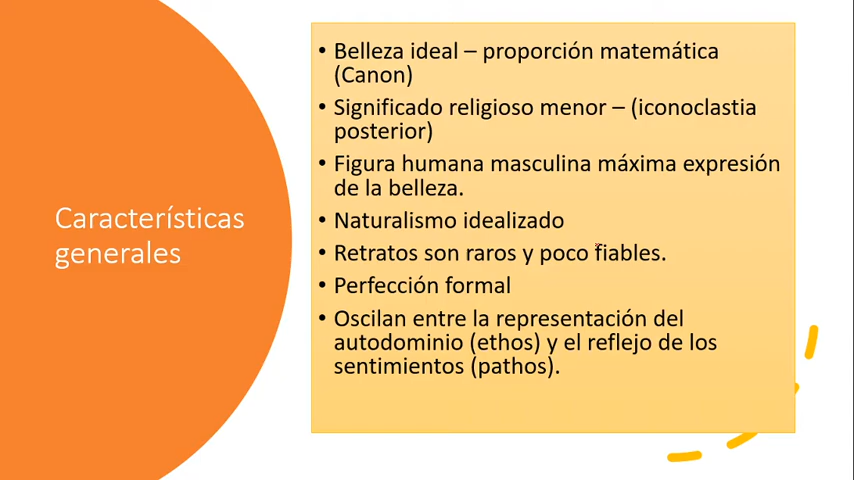 Características
generales
• Belleza ideal – proporción matemática
(Canon)
• Significado religioso menor – (iconoclastia
posterior)
• Figura humana masculina máxima expresión
de la belleza.
• Naturalismo idealizado
• Retratos son raros y poco fiables.
• Perfección formal
• Oscilan entre la representación del
autodominio (ethos) y el reflejo de los
sentimientos (pathos).